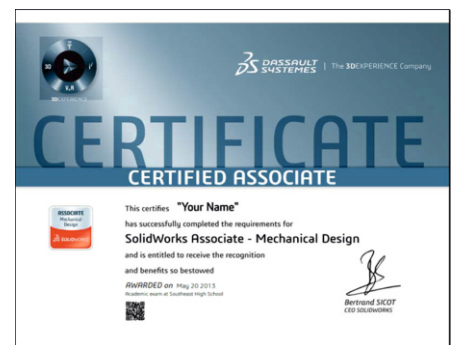 3D
V,R
3DEXPERIENCE
DASSAULT SYSTEMES | The 3DEXPERIENCE Company
CERTIFICATE
CERTIFIED ASSOCIATE
ASSOCIATE
Mechanical
Design
SOLIDWORKS
This certifies "Your Name"
has successfully completed the requirements for
SolidWorks Associate - Mechanical Design
and is entitled to receive the recognition
and benefits so bestowed
AWARDED on May 20 2013
Academic exam at Southeast High School
Bertrand SICOT
CEO SOLIDWORKS